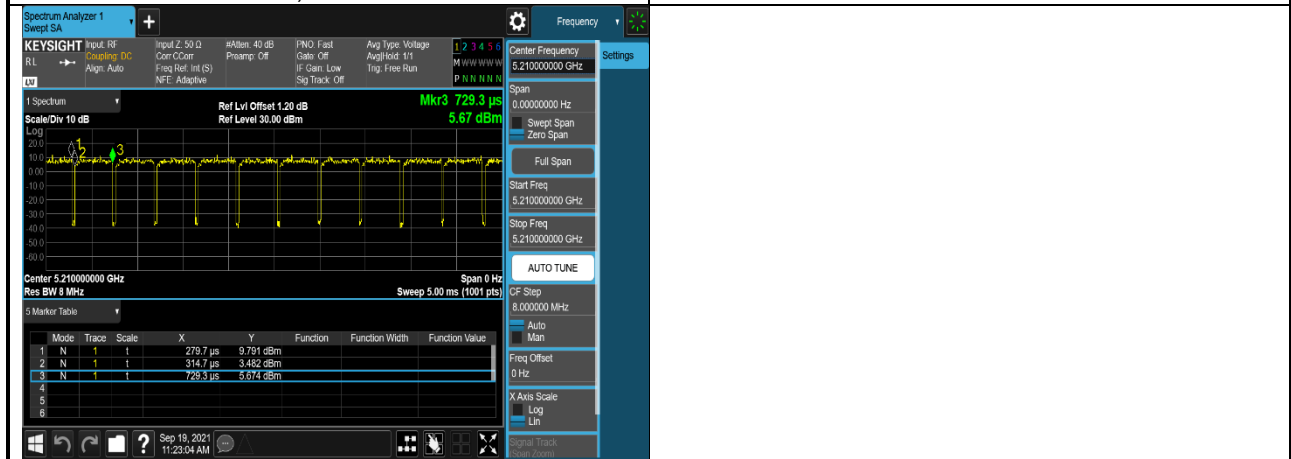 Spectrum Analyzer 1
Swept SA
Frequency
KEYSIGHT
Input: RF
Input Z: 50 Ω
#Atten: 40 dB
PNO: Fast
Avg Type: Voltage
1 2 3 4 5 6
RL
Coupling: DC
Corr CCorr
Preamp: Off
Gate: Off
Avg|Hold: 1/1
M W W W W W
Align: Auto
Freq Ref: Int (S)
IF Gain: Low
Trig: Free Run
LXI
NFE: Adaptive
Sig Track: Off
P N N N N N
Center Frequency
5.210000000 GHz
Settings
1 Spectrum
Ref Lvl Offset 1.20 dB
Mkr3 729.3 µs
Scale/Div 10 dB
Ref Level 30.00 dBm
5.67 dBm
Log
20.0
10.0
0.00
-10.0
-20.0
-30.0
-40.0
-50.0
-60.0
1
2
3
Center 5.210000000 GHz
Span 0 Hz
Res BW 8 MHz
Sweep 5.00 ms (1001 pts)
Span
0.00000000 Hz
Swept Span
Zero Span
Full Span
Start Freq
5.210000000 GHz
Stop Freq
5.210000000 GHz
AUTO TUNE
CF Step
8.000000 MHz
Auto
Man
Freq Offset
0 Hz
X Axis Scale
Log
Lin
Signal Track
(Span Zoom)
5 Marker Table
Mode Trace Scale X Y Function Function Width Function Value
1 N 1 t 279.7 µs 9.791 dBm
2 N 1 t 314.7 µs 3.482 dBm
3 N 1 t 729.3 µs 5.674 dBm
4
5
6
?
Sep 19, 2021
11:23:04 AM